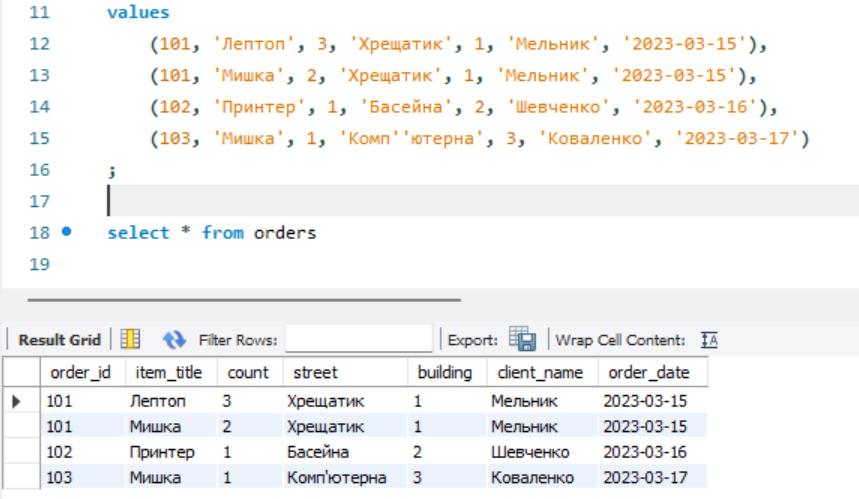 11 values
12 (101, 'Лептоп', 3, 'Хрещатик', 1, 'Мельник', '2023-03-15'),
13 (101, 'Мишка', 2, 'Хрещатик', 1, 'Мельник', '2023-03-15'),
14 (102, 'Принтер', 1, 'Басейна', 2, 'Шевченко', '2023-03-16'),
15 (103, 'Мишка', 1, 'Комп''ютерна', 3, 'Коваленко', '2023-03-17')
16 ;
17
18 select * from orders
19
Result Grid Filter Rows: Export: Wrap Cell Content: IA
order_id item_title count street building client_name order_date
101 Лептоп 3 Хрещатик 1 Мельник 2023-03-15
101 Мишка 2 Хрещатик 1 Мельник 2023-03-15
102 Принтер 1 Басейна 2 Шевченко 2023-03-16
103 Мишка 1 Комп'ютерна 3 Коваленко 2023-03-17